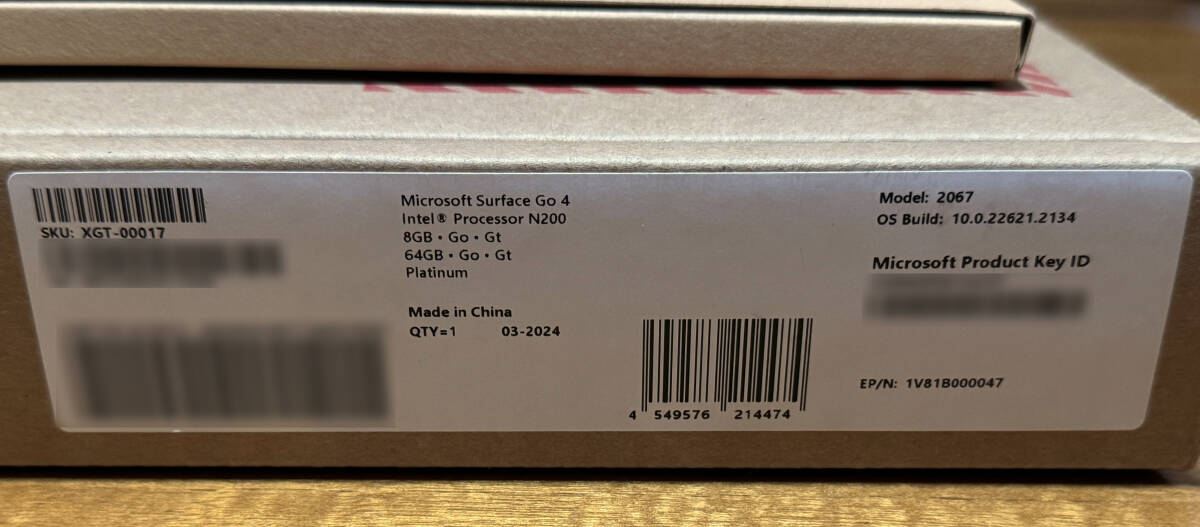 SKU: XGT-00017
Microsoft Surface Go 4
Intel® Processor N200
8GB・Go・Gt
64GB・Go・Gt
Platinum
Made in China
QTY=1 03-2024
4 549576 214474
Model: 2067
OS Build: 10.0.22621.2134
Microsoft Product Key ID
EP/N: 1V81B000047